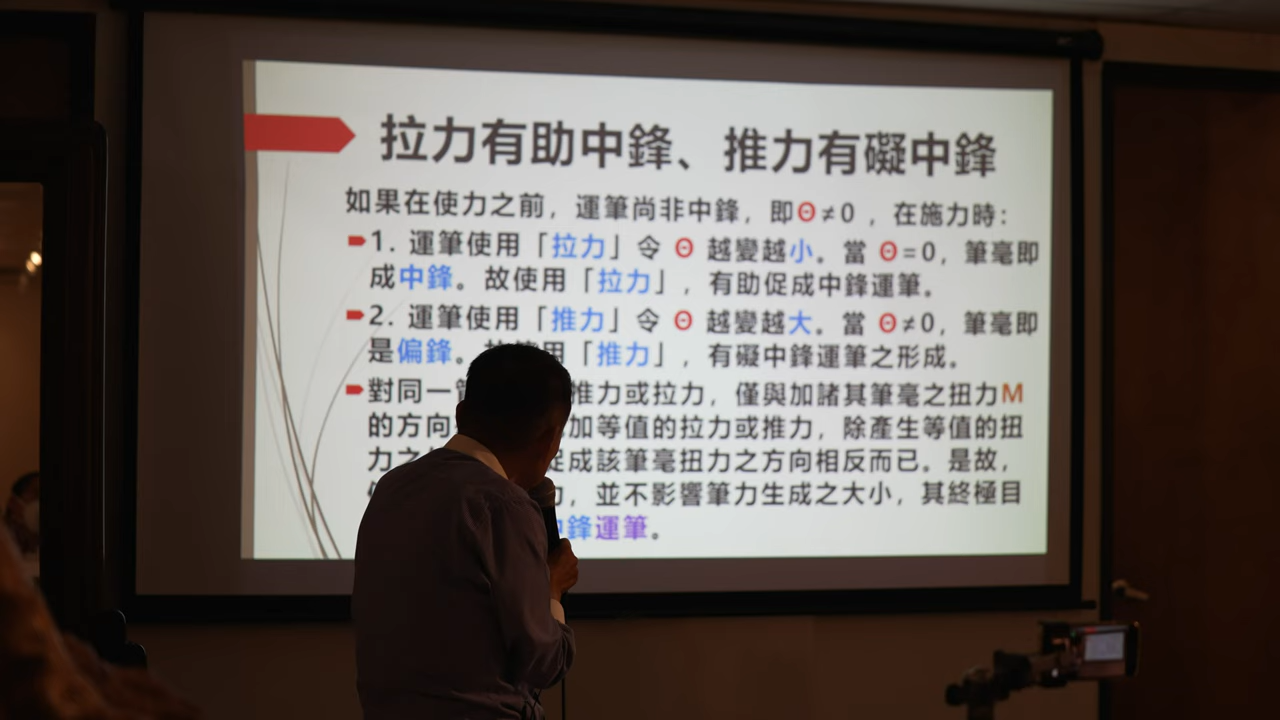 拉力有助中鋒、推力有礙中鋒
如果在使力之前，運筆尚非中鋒，即Θ≠0，在施力時：
1. 運筆使用「拉力」令 Θ 越變越小。當 Θ=0，筆毫即
成中鋒。故使用「拉力」，有助促成中鋒運筆。
2. 運筆使用「推力」令 Θ 越變越大。當 Θ≠0，筆毫即
是偏鋒。用「推力」，有礙中鋒運筆之形成。
對同一推力或拉力，僅與加諸其筆毫之扭力M
的方向加等值的拉力或推力，除產生等值的扭
力之成該筆毫扭力之方向相反而已。是故，
，並不影響筆力生成之大小，其終極目
鋒運筆。